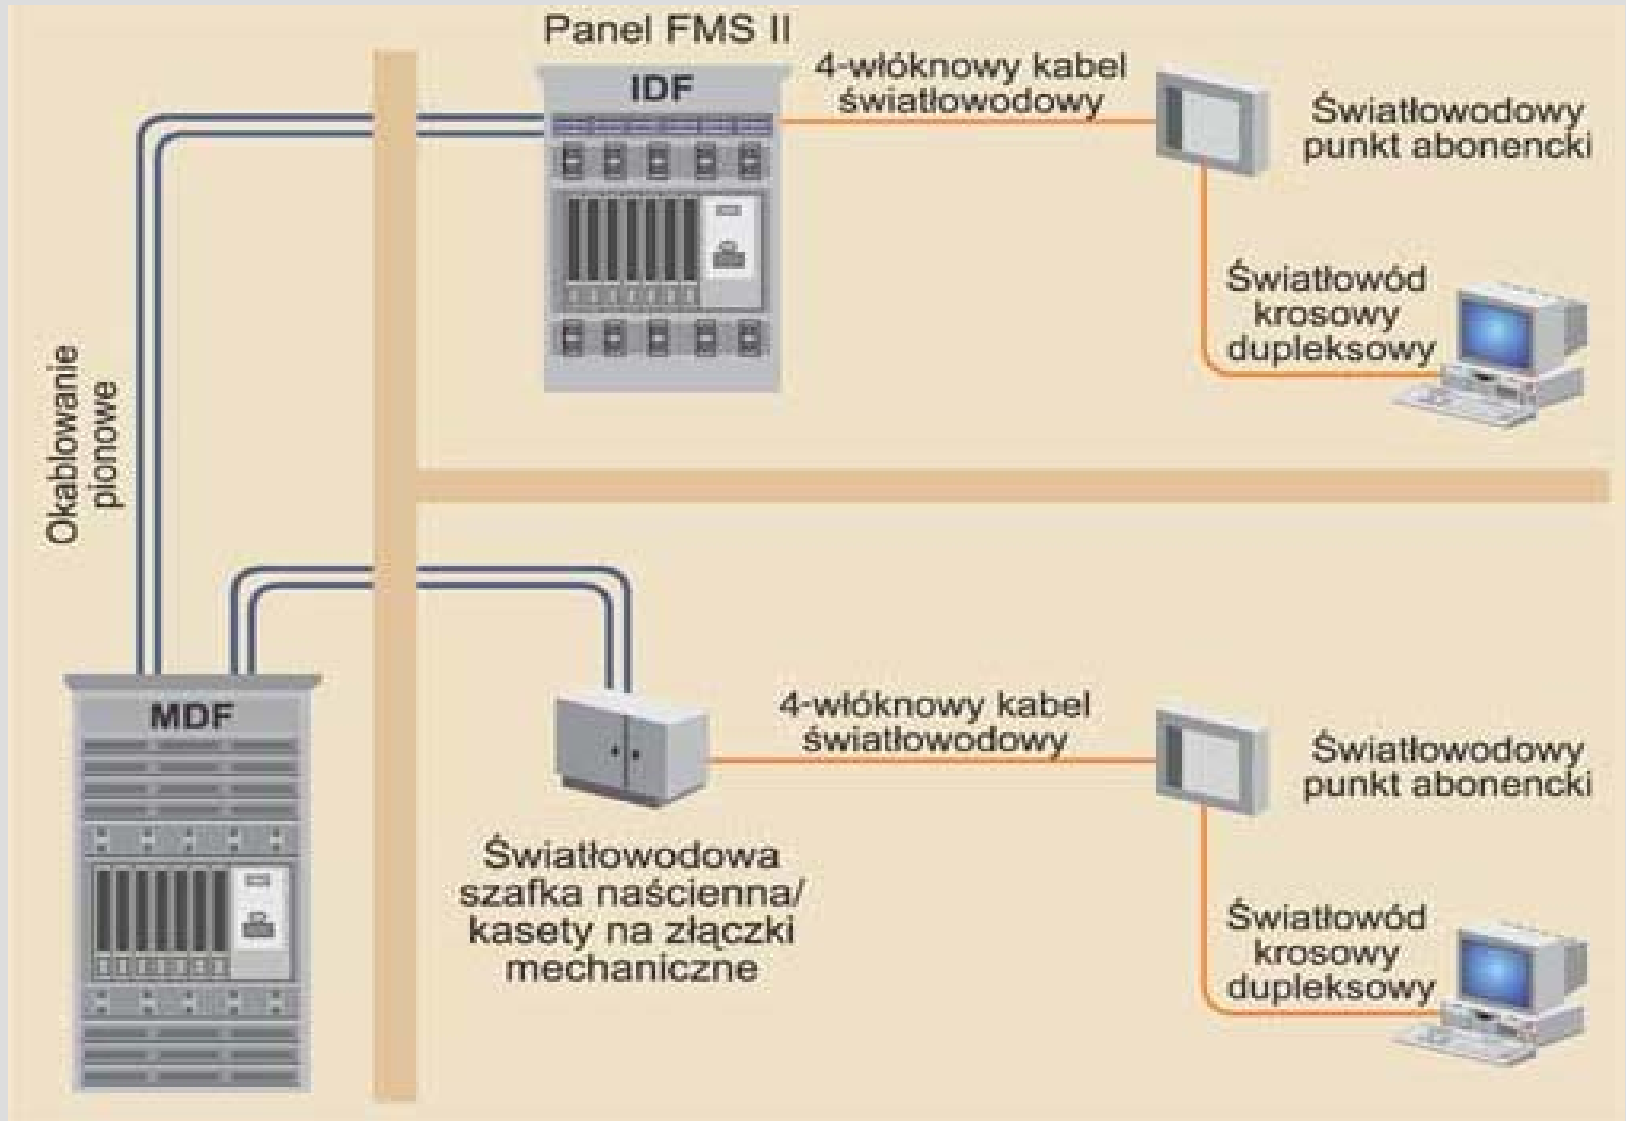 Panel FMS II
IDF
4-włóknowy kabel
światłowodowy
Światłowodowy
punkt abonencki
Światłowód
krosowy
dupleksowy
Okablowanie
pionowe
MDF
4-włóknowy kabel
światłowodowy
Światłowodowy
punkt abonencki
Światłowodowa
szafka naścienna/
kasety na złączki
mechaniczne
Światłowód
krosowy
dupleksowy